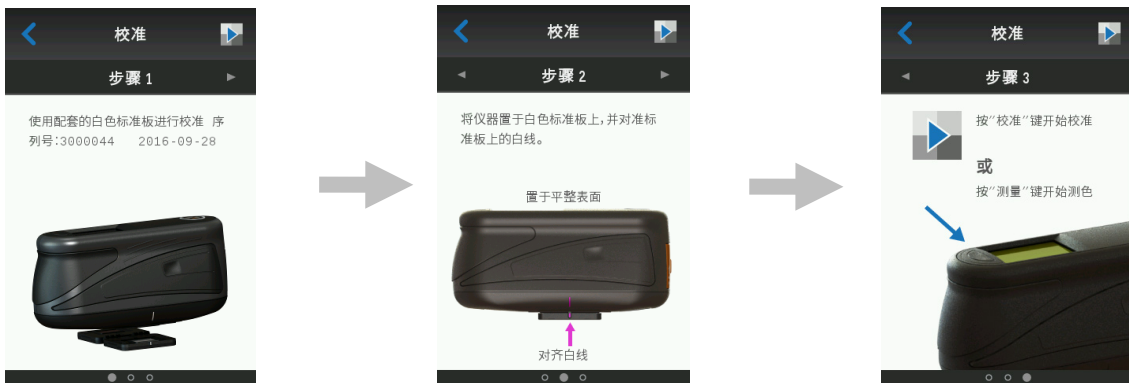 校准
步骤 1
使用配套的白色标准板进行校准 序
列号:3000044 2016-09-28
校准
步骤 2
将仪器置于白色标准板上,并对准标
准板上的白线。
置于平整表面
对齐白线
校准
步骤 3
按"校准"键开始校准
或
按"测量"键开始测色